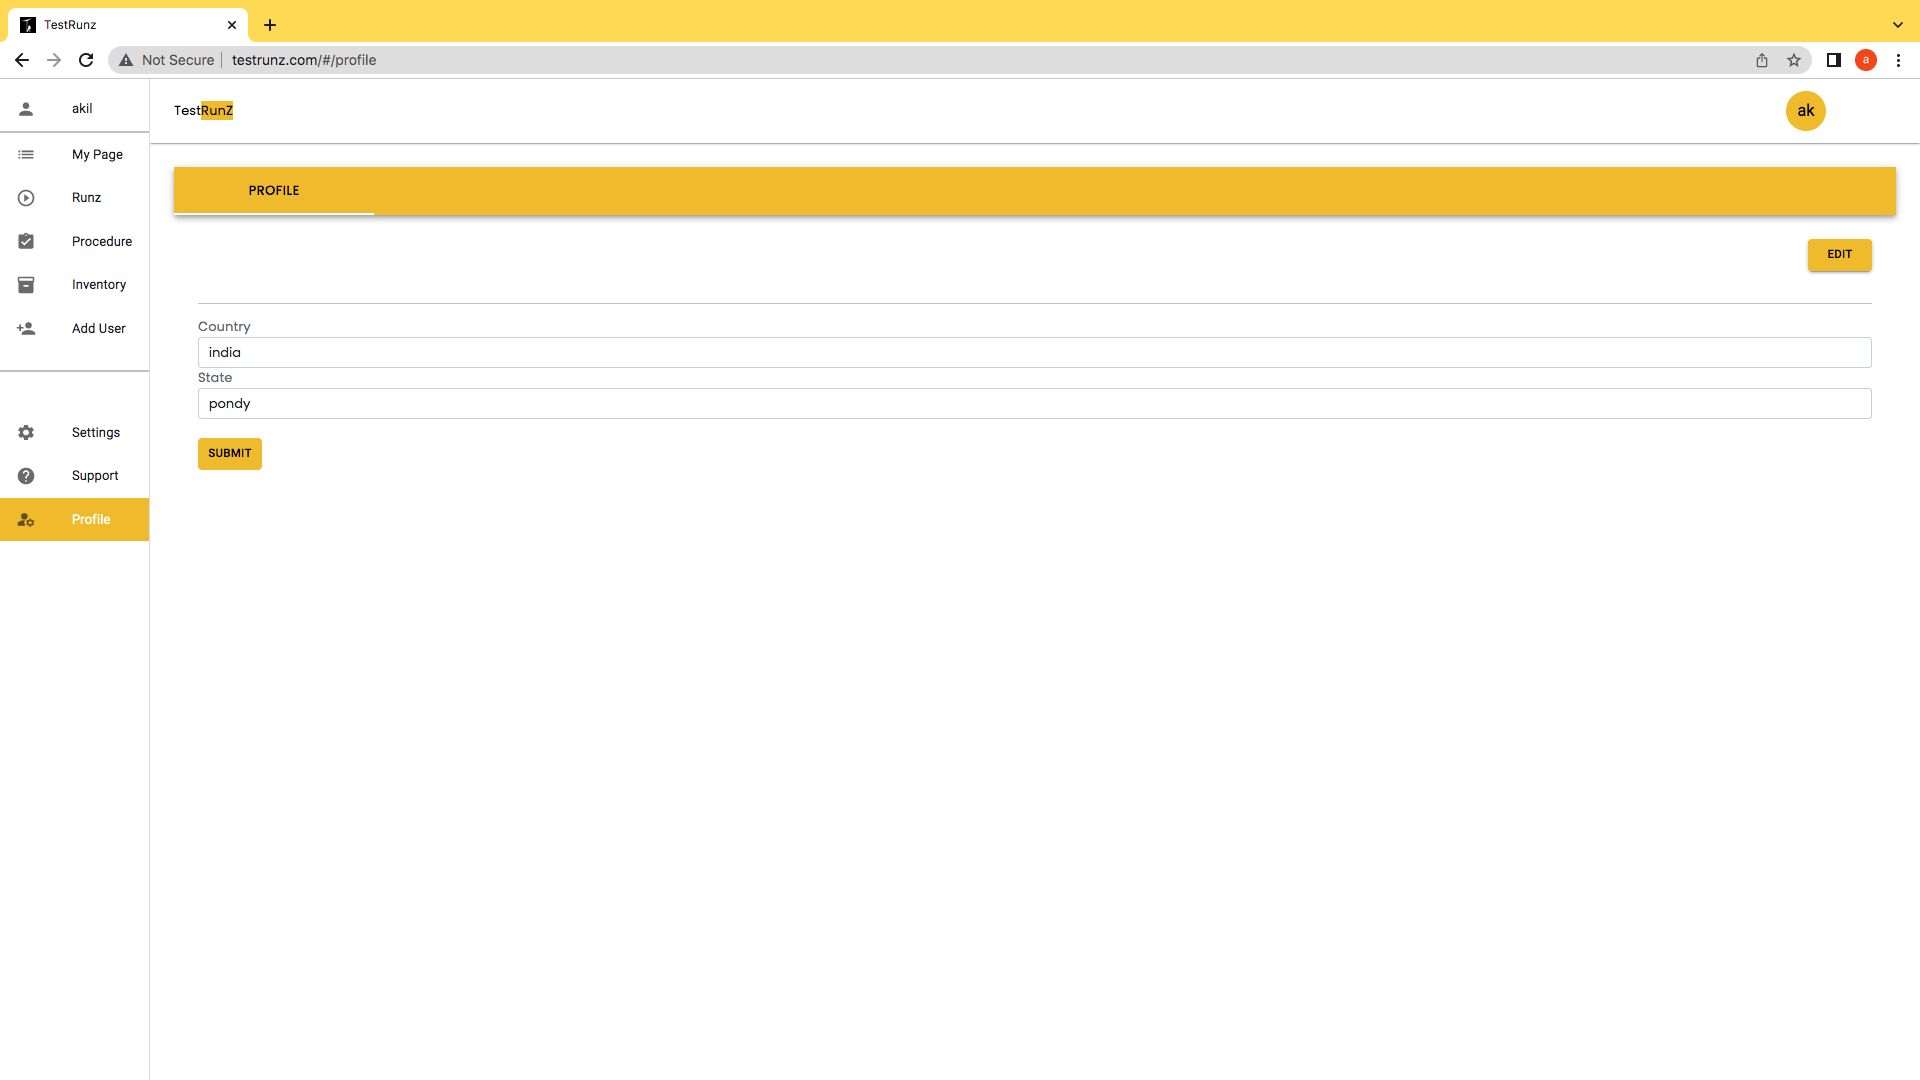 TestRunz
Not Secure testrunz.com/#/profile a
akil
TestRunZ
ak
My Page
Runz
Procedure
Inventory
Add User
Settings
Support
Profile
PROFILE
EDIT
Country
india
State
pondy
SUBMIT